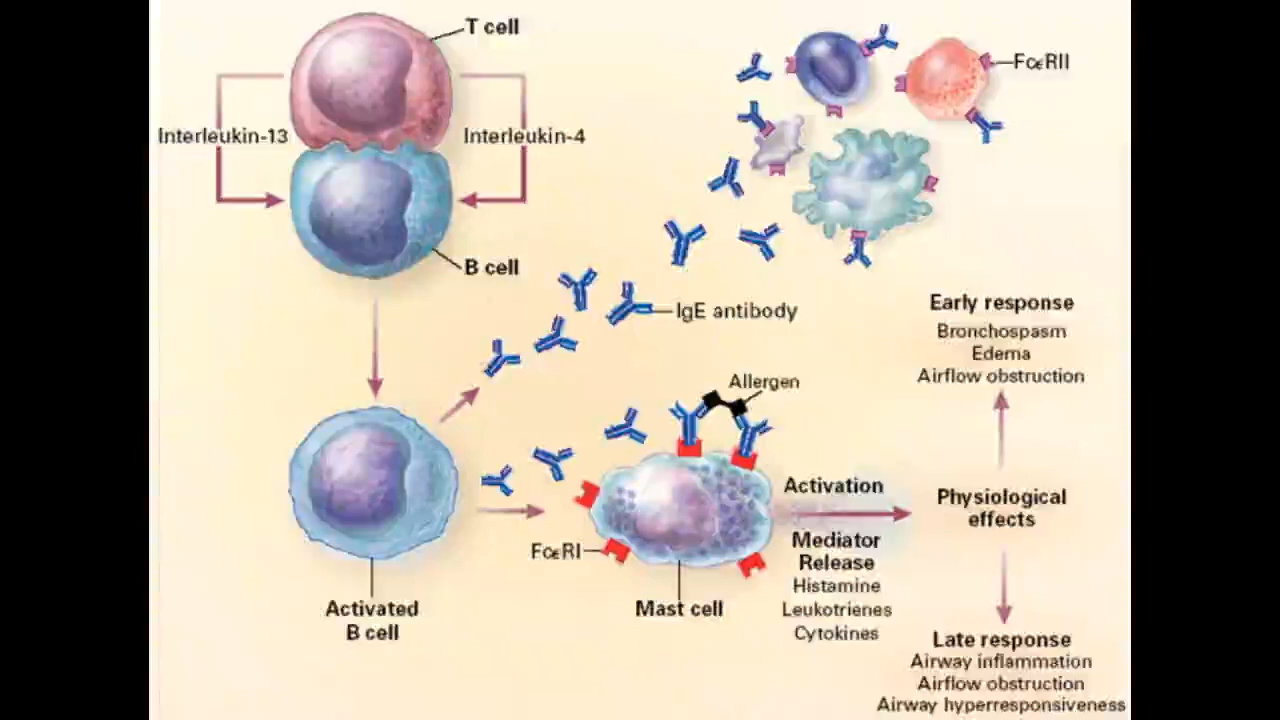 T cell
Interleukin-13
Interleukin-4
B cell
FcϵRII
IgE antibody
Early response
Bronchospasm
Edema
Airflow obstruction
Allergen
Activation
Physiological
effects
FcϵRI
Mediator
Release
Histamine
Leukotrienes
Cytokines
Activated
B cell
Mast cell
Late response
Airway inflammation
Airflow obstruction
Airway hyperresponsiveness